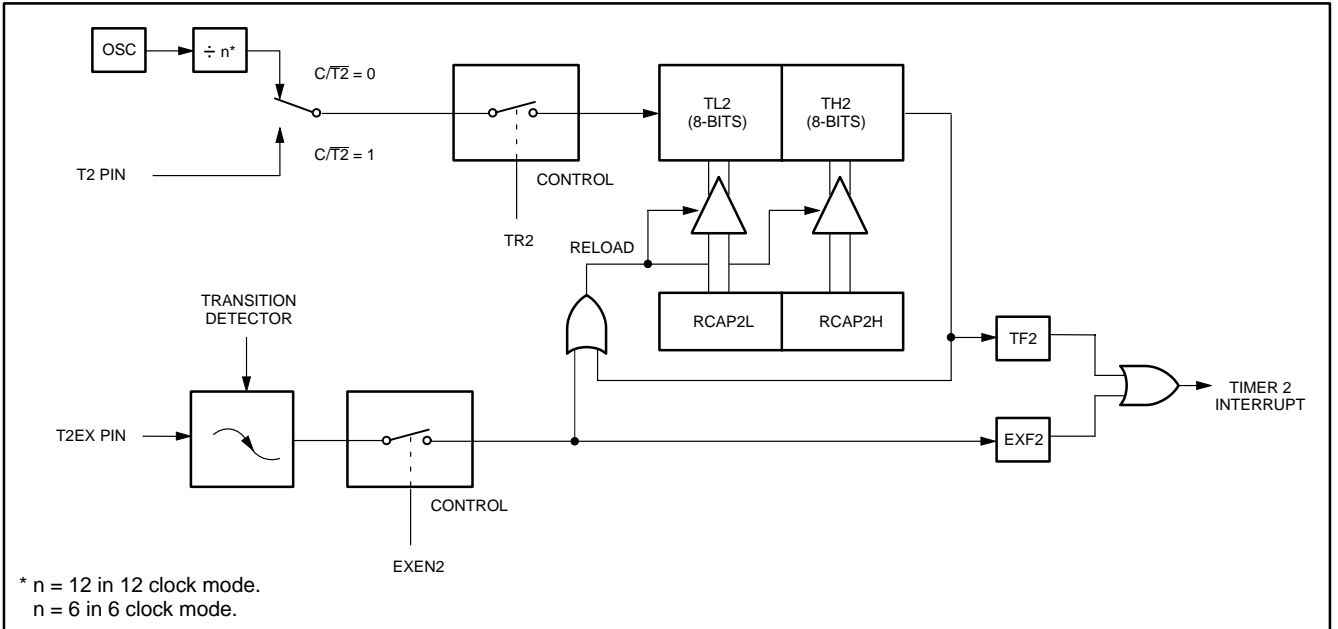 OSC
÷ n*
C/T2 = 0
C/T2 = 1
T2 PIN
CONTROL
TR2
TL2
(8-BITS)
TH2
(8-BITS)
RELOAD
RCAP2L
RCAP2H
TRANSITION
DETECTOR
T2EX PIN
CONTROL
EXEN2
TF2
EXF2
TIMER 2
INTERRUPT
* n = 12 in 12 clock mode.
n = 6 in 6 clock mode.